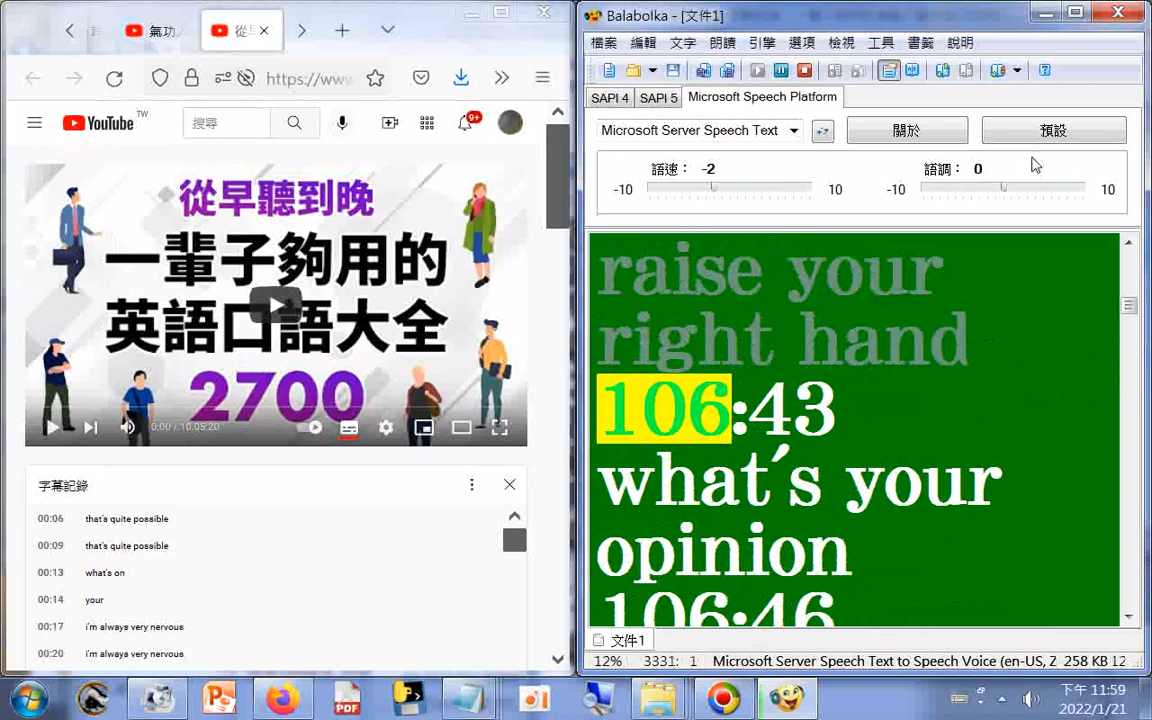 氣功
從
https://www
YouTube TW
搜尋
9+
從早聽到晚
一輩子夠用的
英語口語大全
2700
0:00 / 10:05:20
字幕記錄
00:06 that's quite possible
00:09 that's quite possible
00:13 what's on
00:14 your
00:17 i'm always very nervous
00:20 i'm always very nervous
Balabolka - [文件1]
檔案 編輯 文字 朗讀 引擎 選項 檢視 工具 書籤 說明
SAPI 4 SAPI 5 Microsoft Speech Platform
Microsoft Server Speech Text 關於 預設
語速： -2 語調： 0
-10 10 -10 10
raise your
right hand
106:43
what´s your
opinion
106:46
文件1
12% 3331: 1 Microsoft Server Speech Text to Speech Voice (en-US, Z 258 KB 12
下午 11:59
2022/1/21